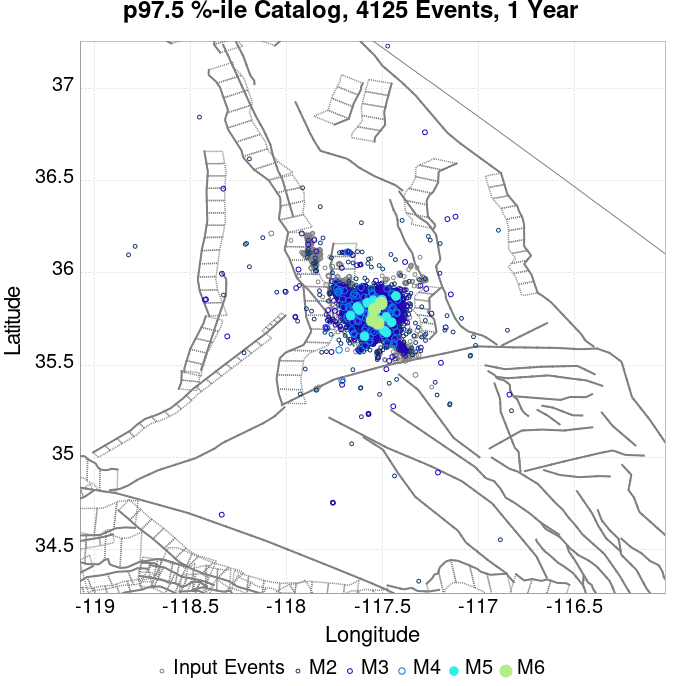 p97.5 %-ile Catalog, 4125 Events, 1 Year
37
36.5
36
35.5
35
34.5
Latitude
-119 -118.5 -118 -117.5 -117 -116.5
Longitude
Input Events M2 M3 M4 M5 M6